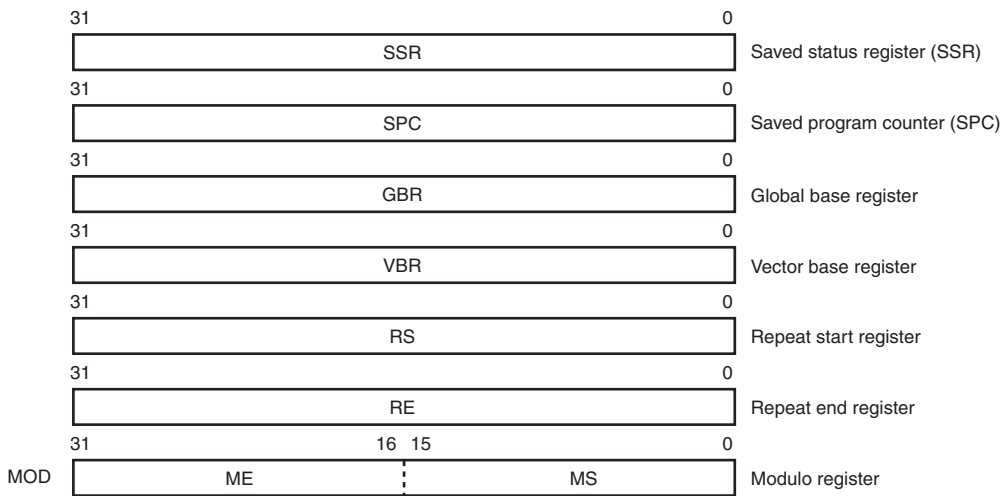 31 0
SSR Saved status register (SSR)
31 0
SPC Saved program counter (SPC)
31 0
GBR Global base register
31 0
VBR Vector base register
31 0
RS Repeat start register
31 0
RE Repeat end register
31 16 15 0
MOD ME MS Modulo register